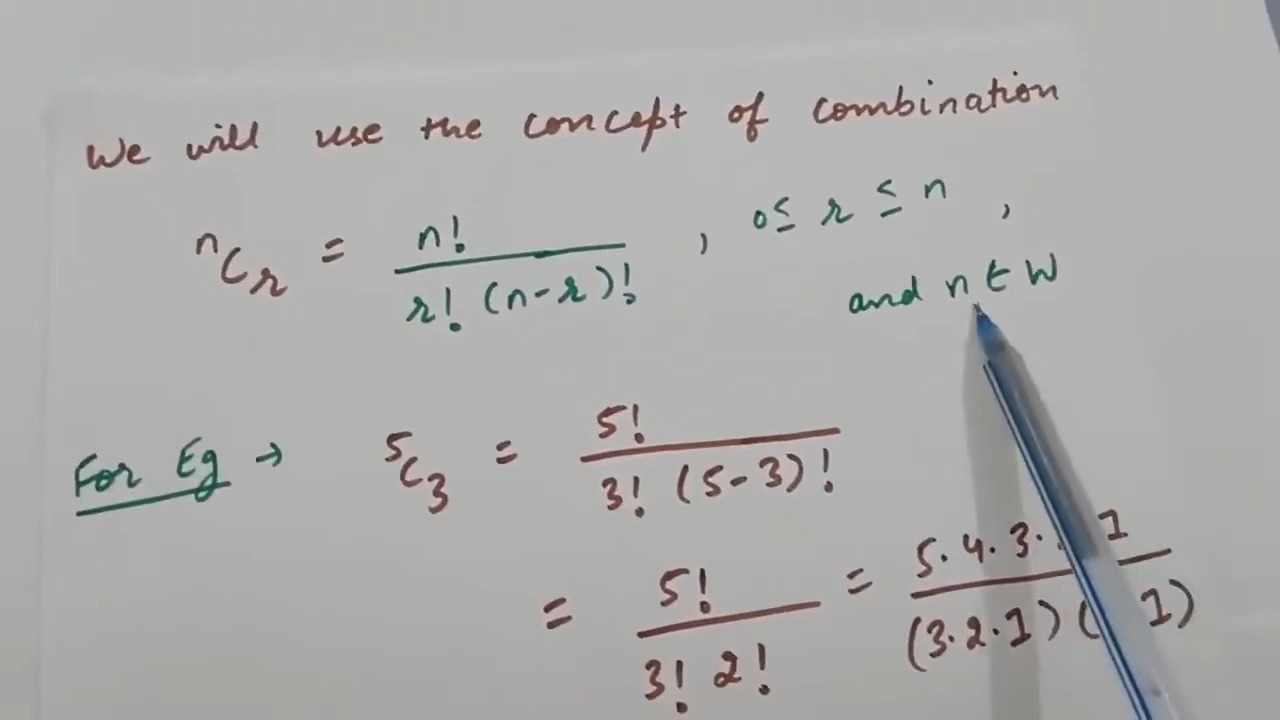 We will use the concept of combination
ⁿCᵣ = n! / r! (n-r)! , 0 ≤ r ≤ n ,
and n ∈ W
For Eg → ⁵C₃ = 5! / 3! (5-3)!
= 5! / 3! 2! = 5.4.3. 1 / (3.2.1) ( 1)